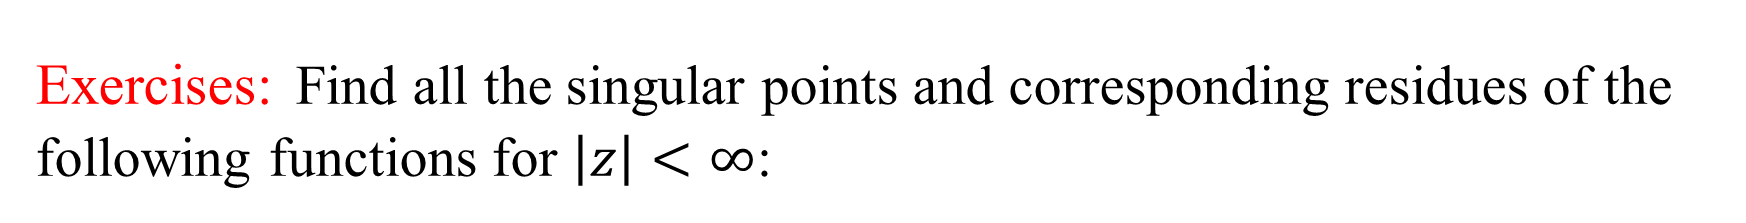 Exercises: Find all the singular points and corresponding residues of the
following functions for |z| < ∞: